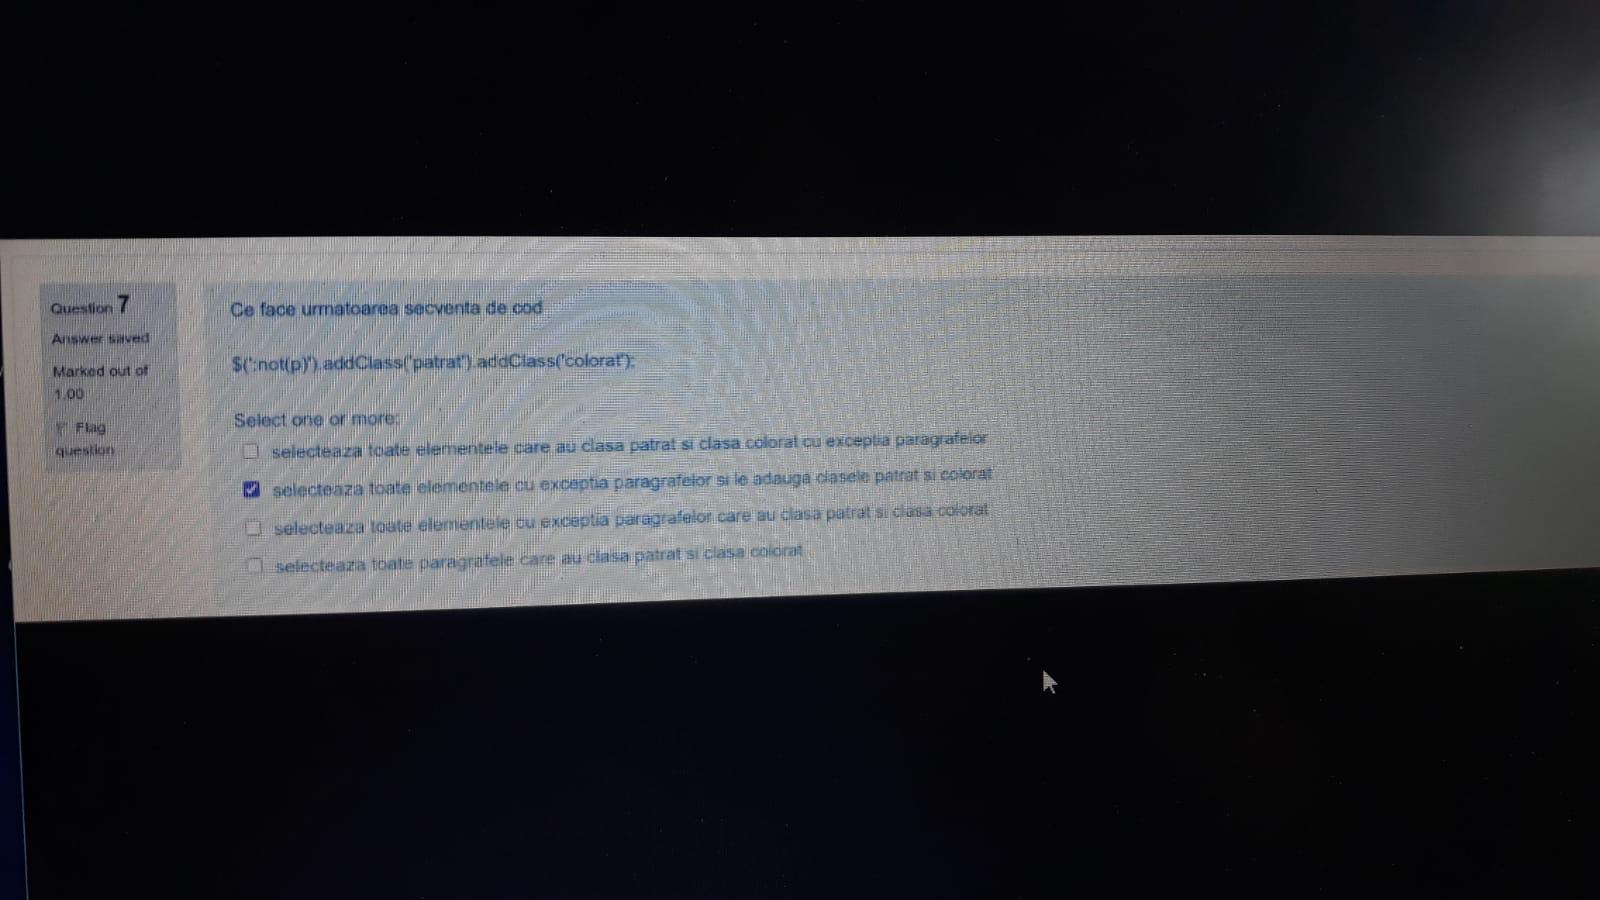 Question 7
Answer saved
Marked out of
1.00
Flag
question
Ce face urmatoarea secventa de cod
$(':not(p)').addClass('patrat').addClass('colorat');
Select one or more:
selecteaza toate elementele care au clasa patrat si clasa colorat cu exceptia paragrafelor
selecteaza toate elementele cu exceptia paragrafelor si le adauga clasele patrat si colorat
selecteaza toate elementele cu exceptia paragrafelor care au clasa patrat si clasa colorat
selecteaza toate paragrafele care au clasa patrat si clasa colorat